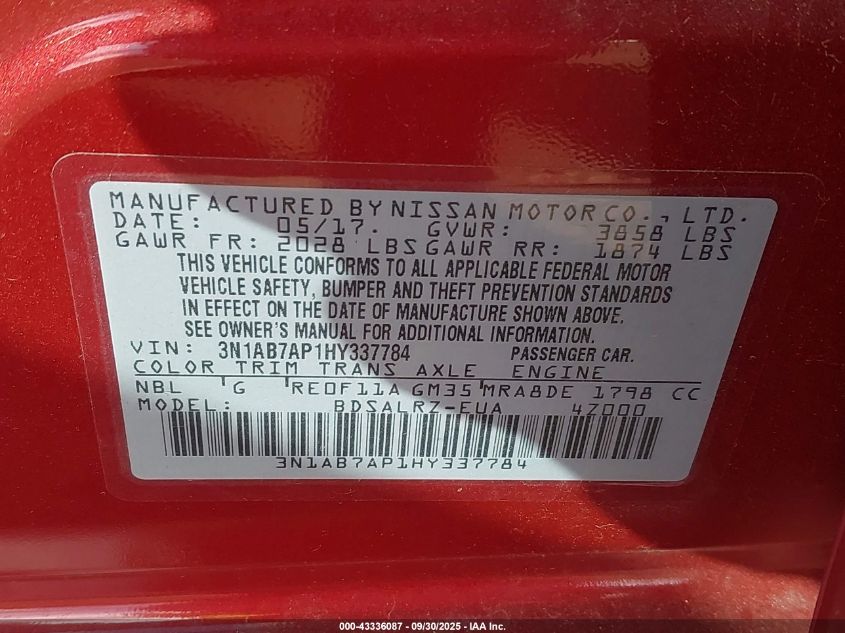 MANUFACTURED BY NISSAN MOTOR CO., LTD.
DATE: 05/17. GVWR: 3858 LBS
GAWR FR: 2028 LBS GAWR RR: 1874 LBS
THIS VEHICLE CONFORMS TO ALL APPLICABLE FEDERAL MOTOR
VEHICLE SAFETY, BUMPER AND THEFT PREVENTION STANDARDS
IN EFFECT ON THE DATE OF MANUFACTURE SHOWN ABOVE.
SEE OWNER'S MANUAL FOR ADDITIONAL INFORMATION.
VIN: 3N1AB7AP1HY337784 PASSENGER CAR.
COLOR TRIM TRANS AXLE ENGINE
NBL G RE0F11A GM35 MRA8DE 1798 CC
MODEL: BDSALRZ-EUA 4Z000
3N1AB7AP1HY337784
000-43336087 - 09/30/2025 - IAA Inc.